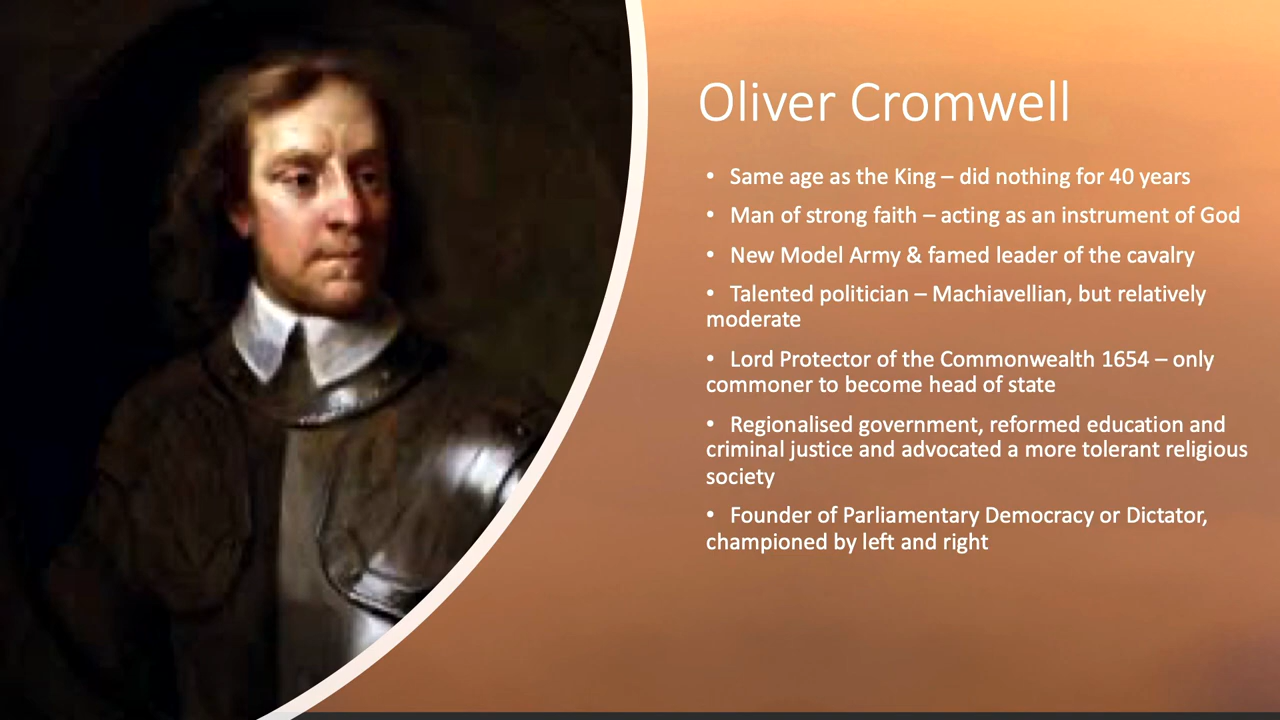 Oliver Cromwell
• Same age as the King – did nothing for 40 years
• Man of strong faith – acting as an instrument of God
• New Model Army & famed leader of the cavalry
• Talented politician – Machiavellian, but relatively
moderate
• Lord Protector of the Commonwealth 1654 – only
commoner to become head of state
• Regionalised government, reformed education and
criminal justice and advocated a more tolerant religious
society
• Founder of Parliamentary Democracy or Dictator,
championed by left and right